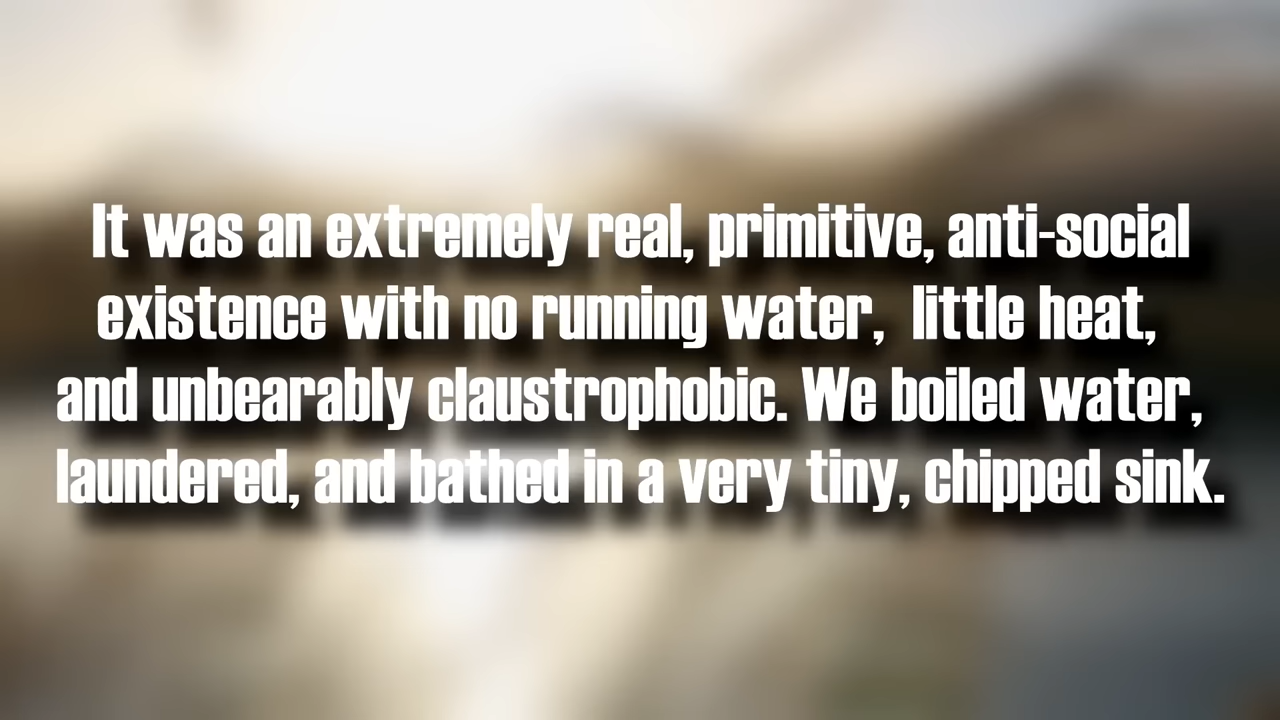 It was an extremely real, primitive, anti-social
existence with no running water,  little heat,
and unbearably claustrophobic. We boiled water,
laundered, and bathed in a very tiny, chipped sink.